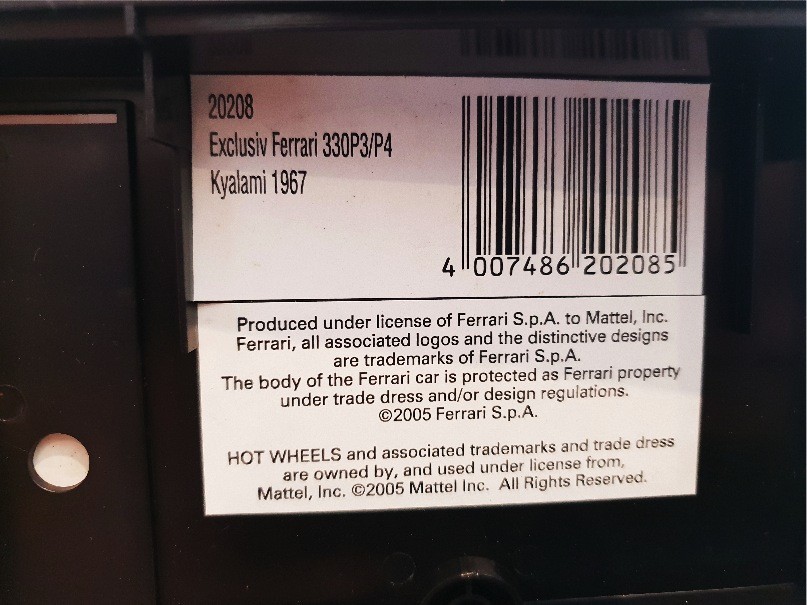 20208
Exclusiv Ferrari 330P3/P4
Kyalami 1967
4 007486 202085
Produced under license of Ferrari S.p.A. to Mattel, Inc.
Ferrari, all associated logos and the distinctive designs
are trademarks of Ferrari S.p.A.
The body of the Ferrari car is protected as Ferrari property
under trade dress and/or design regulations.
©2005 Ferrari S.p.A.
HOT WHEELS and associated trademarks and trade dress
are owned by, and used under license from,
Mattel, Inc. ©2005 Mattel Inc. All Rights Reserved.